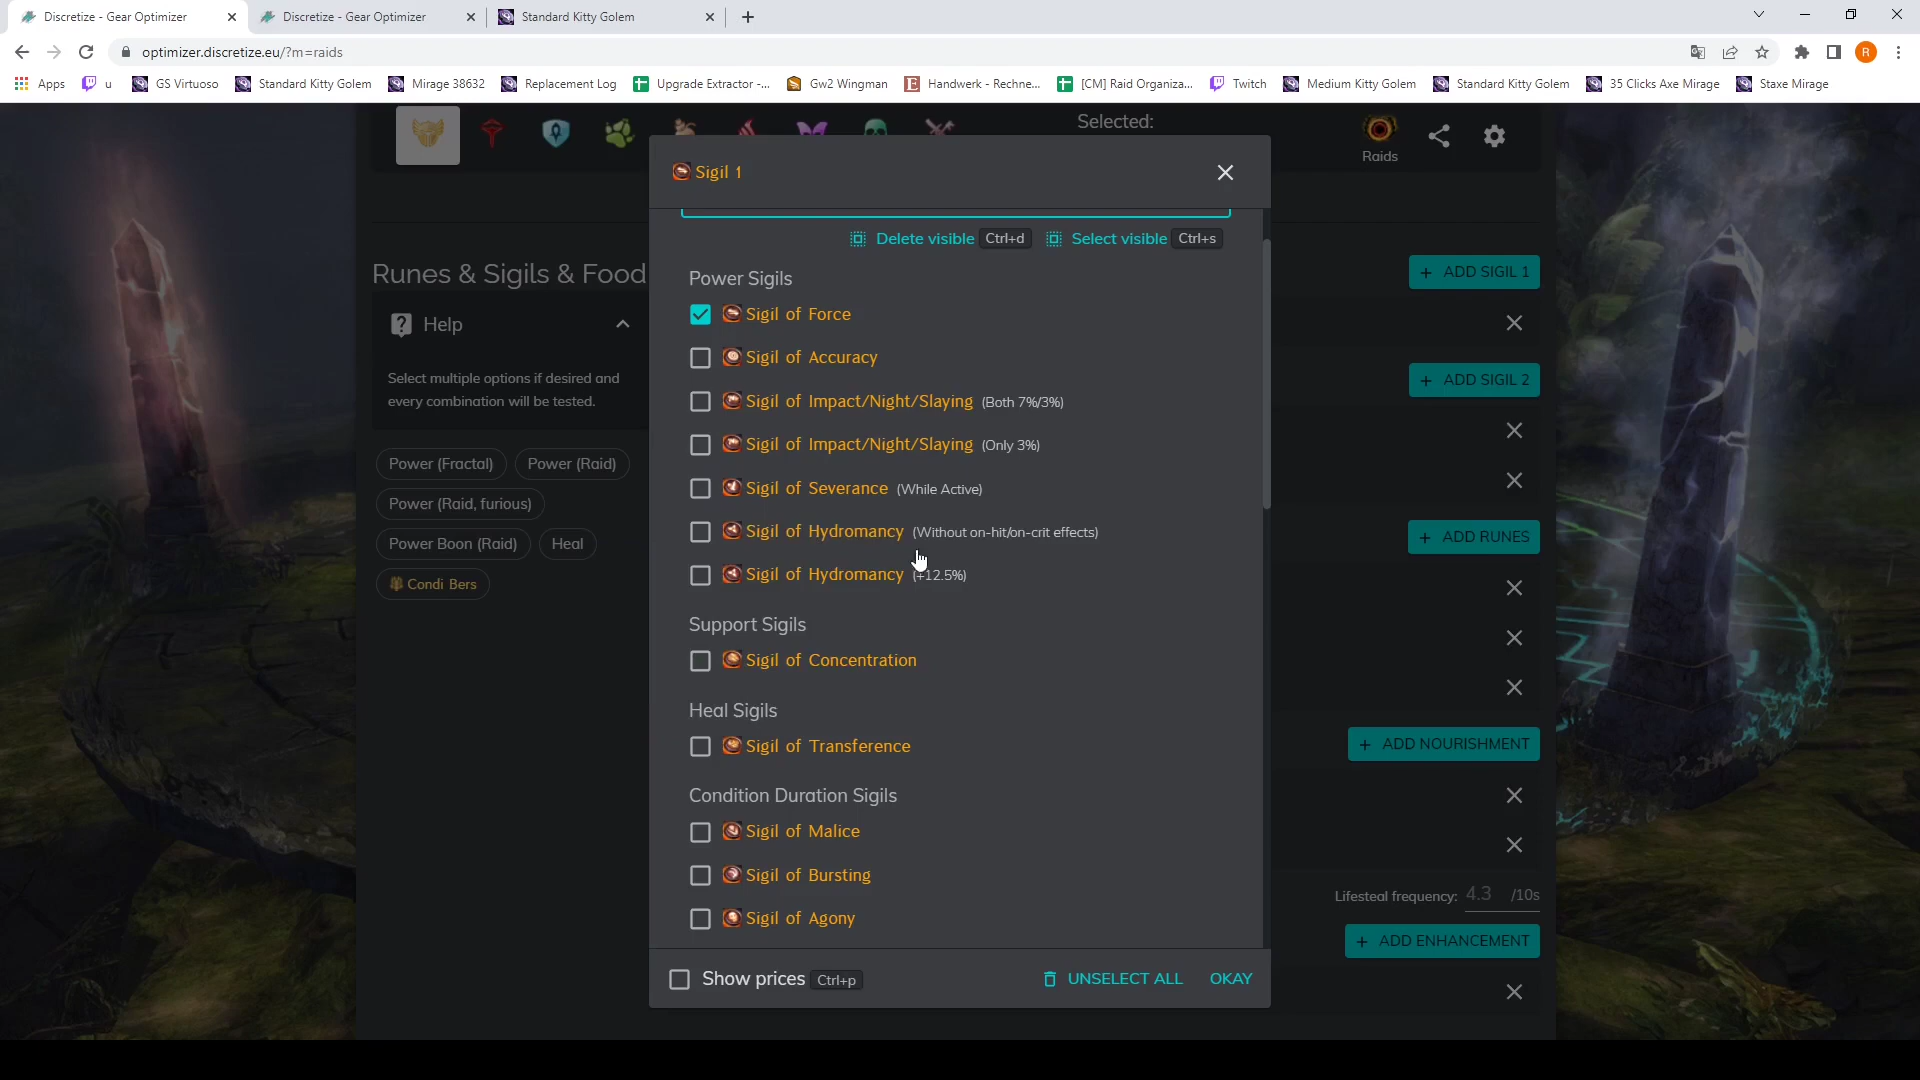 Discretize - Gear Optimizer
Discretize - Gear Optimizer
Standard Kitty Golem
optimizer.discretize.eu/?m=raids
R
Apps
u
GS Virtuoso
Standard Kitty Golem
Mirage 38632
Replacement Log
Upgrade Extractor -...
Gw2 Wingman
Handwerk - Rechne...
[CM] Raid Organiza...
Twitch
Medium Kitty Golem
Standard Kitty Golem
35 Clicks Axe Mirage
Staxe Mirage
Selected:
Raids
Sigil 1
Delete visible Ctrl+d Select visible Ctrl+s
Runes & Sigils & Food
Help
Select multiple options if desired and
every combination will be tested.
Power (Fractal) Power (Raid)
Power (Raid, furious)
Power Boon (Raid) Heal
Condi Bers
Power Sigils
Sigil of Force
Sigil of Accuracy
Sigil of Impact/Night/Slaying (Both 7%/3%)
Sigil of Impact/Night/Slaying (Only 3%)
Sigil of Severance (While Active)
Sigil of Hydromancy (Without on-hit/on-crit effects)
Sigil of Hydromancy (+12.5%)
Support Sigils
Sigil of Concentration
Heal Sigils
Sigil of Transference
Condition Duration Sigils
Sigil of Malice
Sigil of Bursting
Sigil of Agony
Show prices Ctrl+p
UNSELECT ALL OKAY
+ ADD SIGIL 1
+ ADD SIGIL 2
+ ADD RUNES
+ ADD NOURISHMENT
Lifesteal frequency: 4.3 /10s
+ ADD ENHANCEMENT